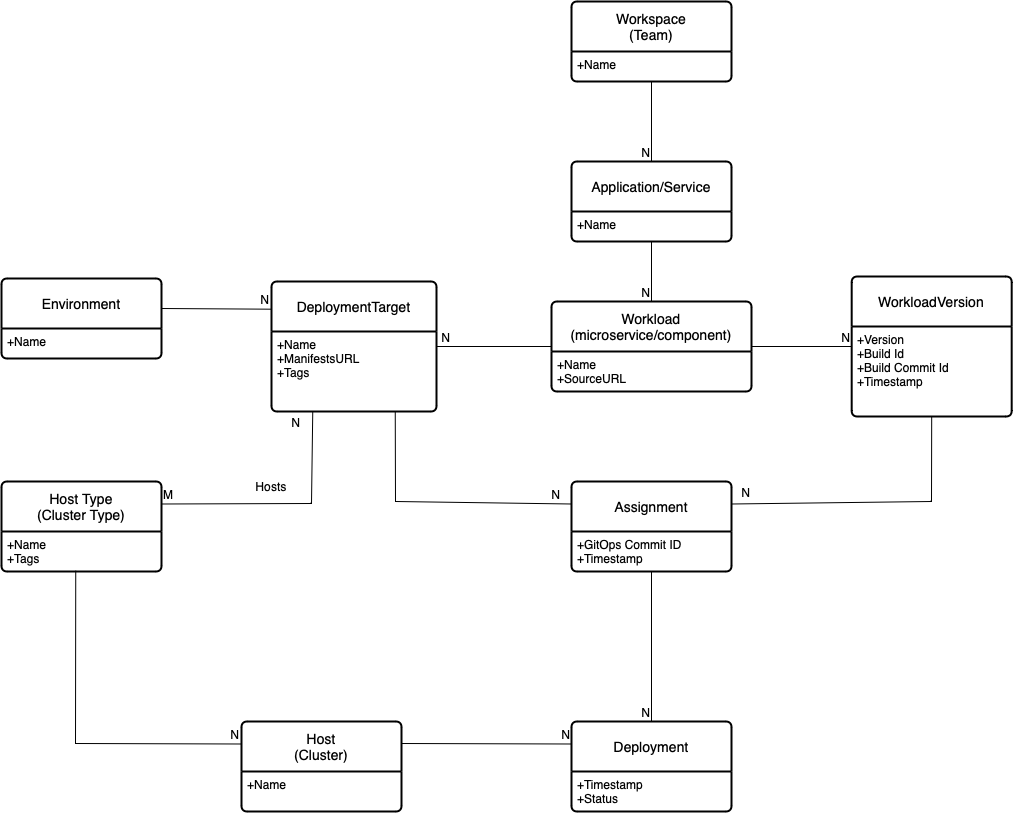 Workspace
(Team)
+Name
N
Application/Service
+Name
N
Environment
+Name
N
DeploymentTarget
+Name
+ManifestsURL
+Tags
N
Workload
(microservice/component)
+Name
+SourceURL
N
WorkloadVersion
+Version
+Build Id
+Build Commit Id
+Timestamp
N
Hosts
M
Host Type
(Cluster Type)
+Name
+Tags
N
Assignment
+GitOps Commit ID
+Timestamp
N
N
Host
(Cluster)
+Name
N
N
Deployment
+Timestamp
+Status